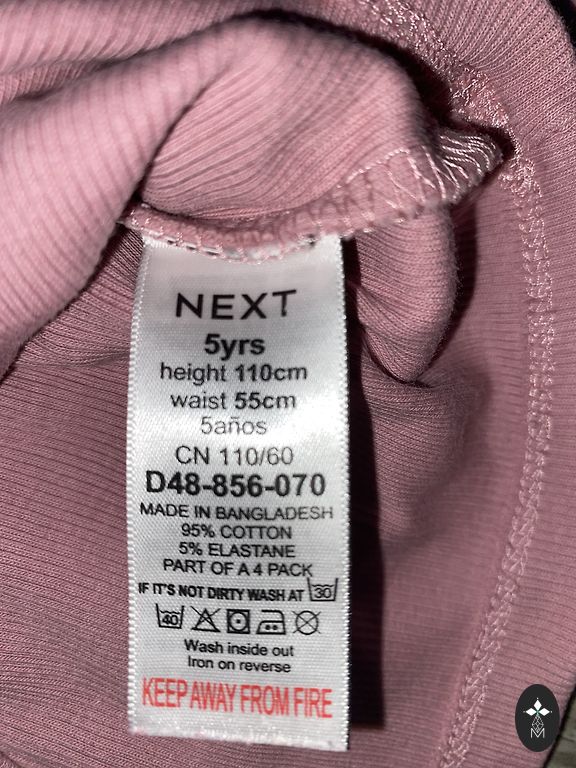 NEXT
5yrs
height 110cm
waist 55cm
5años
CN 110/60
D48-856-070
MADE IN BANGLADESH
95% COTTON
5% ELASTANE
PART OF A 4 PACK
IF IT'S NOT DIRTY WASH AT 30
40
Wash inside out
Iron on reverse
KEEP AWAY FROM FIRE
M